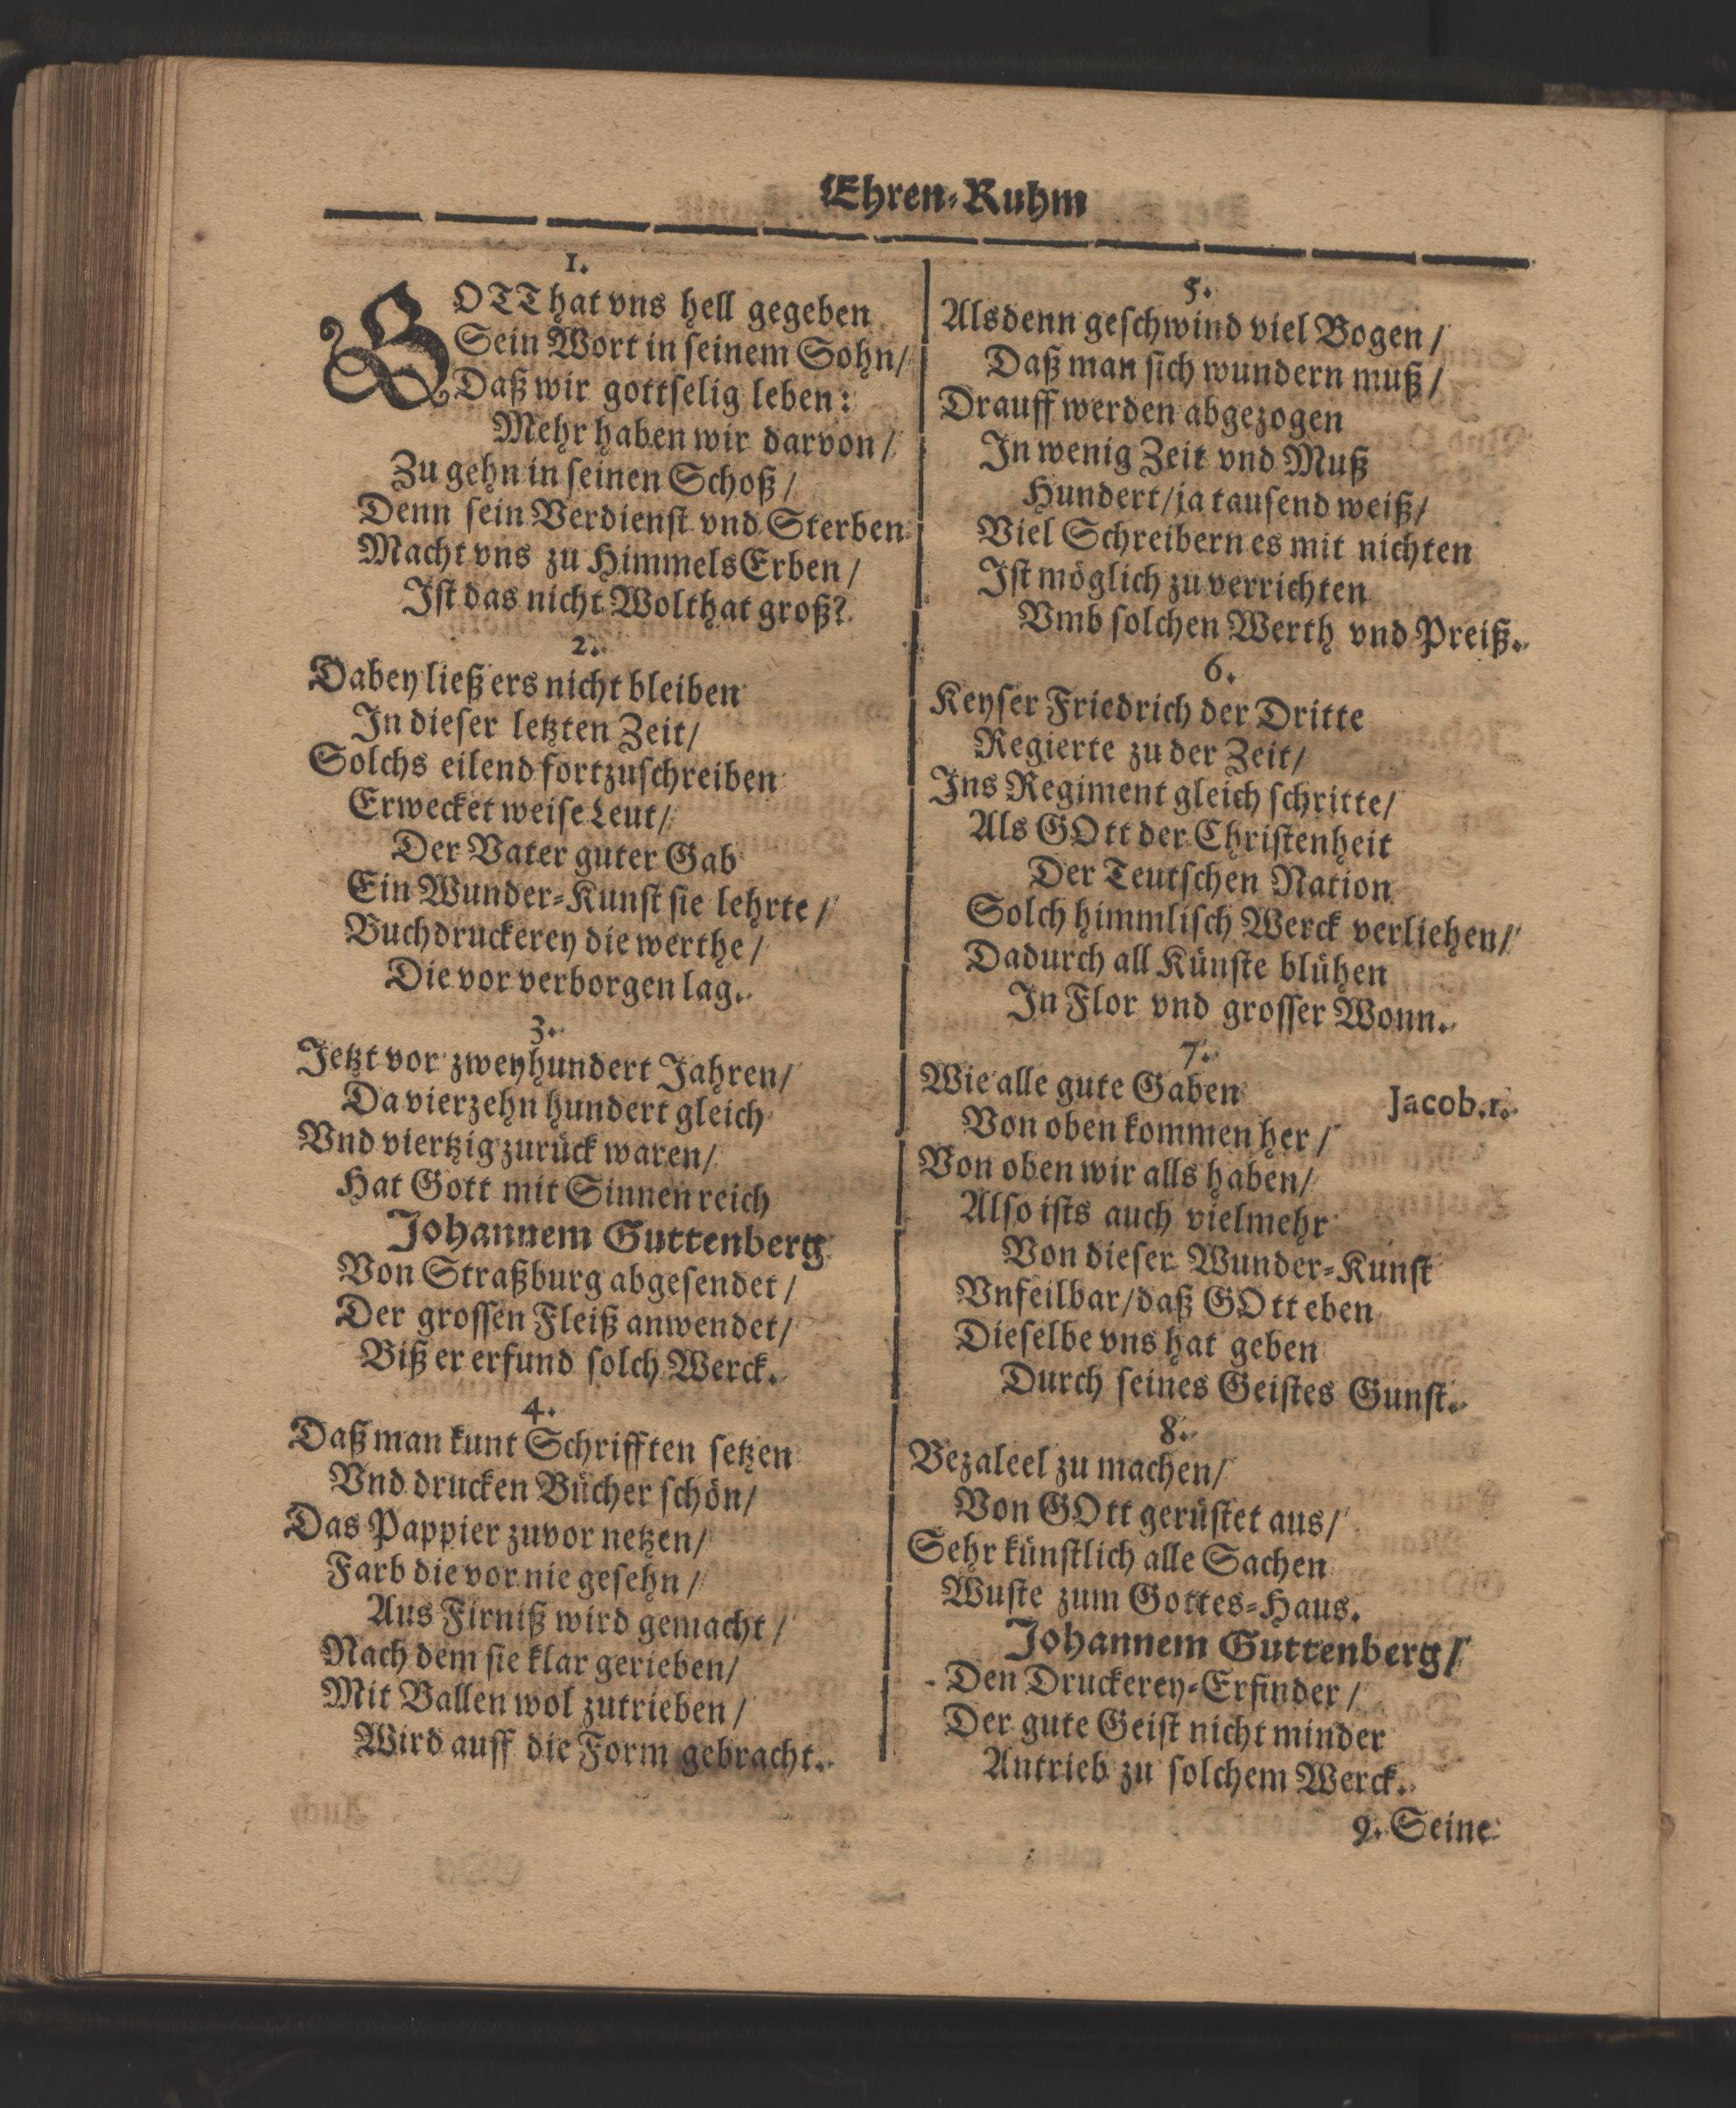 Ehren-Ruhm
1.
GOTT hat vns hell gegeben
Sein Wort in seinem Sohn/
Daß wir gottselig leben:
Mehr haben wir darvon/
Zu gehn in seinen Schoß/
Denn sein Verdienst vnd Sterben
Macht vns zu HimmelsErben/
Ist das nicht Wolthat groß?
2.
Dabey ließ ers nicht bleiben
In dieser letzten Zeit/
Solchs eilend fortzuschreiben
Erwecket weise Leut/
Der Vater guter Gab
Ein Wunder-Kunst sie lehrte/
Buchdruckerey die werthe/
Die vor verborgen lag.
3.
Jetzt vor zweyhundert Jahren/
Da vierzehn hundert gleich
Vnd viertzig zurück waren/
Hat Gott mit Sinnen reich
Johannem Guttenberg
Von Straßburg abgesendet/
Der grossen Fleiß anwendet/
Biß er erfund solch Werck.
4.
Daß man kunt Schrifften setzen
Vnd drucken Bücher schön/
Das Pappier zuvor netzen/
Farb die vor nie gesehn/
Aus Firniß wird gemacht/
Nach dem sie klar gerieben/
Mit Ballen wol zutrieben/
Wird auff die Form gebracht.
5.
Alsdenn geschwind viel Bogen/
Daß man sich wundern muß/
Drauff werden abgezogen
In wenig Zeit vnd Muß
Hundert/ja tausend weiß/
Viel Schreibern es mit nichten
Ist möglich zu verrichten
Vmb solchen Werth vnd Preiß.
6.
Keyser Friedrich der Dritte
Regierte zu der Zeit/
Ins Regiment gleich schritte/
Als GOtt der Christenheit
Der Teutschen Nation
Solch himmlisch Werck verliehen/
Dadurch all Künste blühen
In Flor vnd grosser Wonn.
7.
Wie alle gute Gaben Jacob.1.
Von oben kommen her/
Von oben wir alls haben/
Also ists auch vielmehr
Von dieser Wunder-Kunst
Vnfeilbar/daß GOtt eben
Dieselbe vns hat geben
Durch seines Geistes Gunst.
8.
Bezaleel zu machen/
Von GOtt gerüstet aus/
Sehr künstlich alle Sachen
Wuste zum Gottes-Haus.
Johannem Guttenberg/
Den Druckerey-Erfinder/
Der gute Geist nicht minder
Antrieb zu solchem Werck.
9. Seine